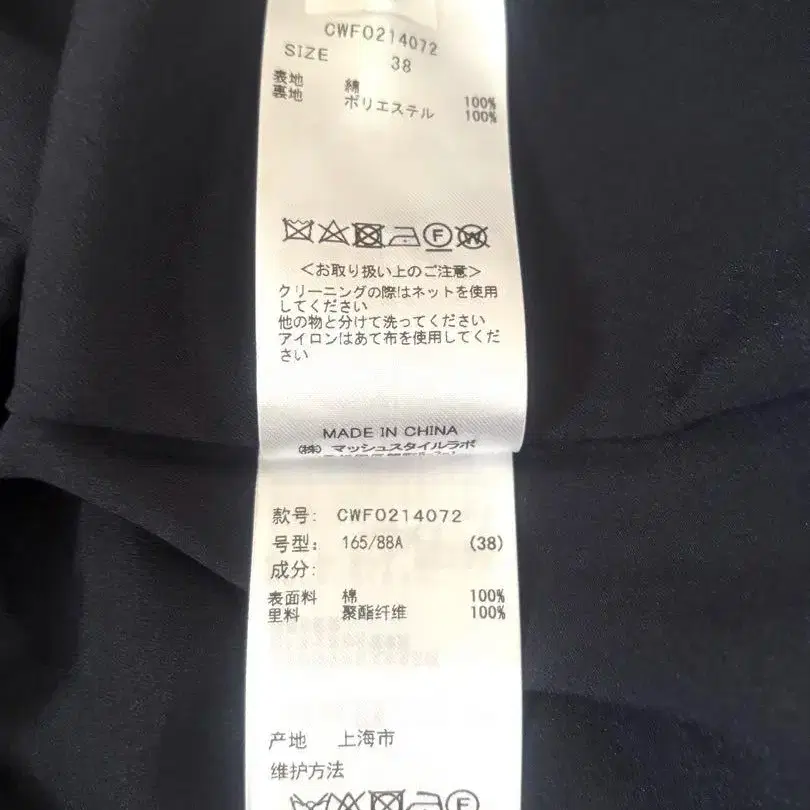 CWFO214072
SIZE 38
表地 綿 100%
裏地 ポリエステル 100%
F W
<お取り扱い上のご注意>
クリーニングの際はネットを使用
してください
他の物と分けて洗ってください
アイロンはあて布を使用してくだ
さい
MADE IN CHINA
(株) マッシュスタイルラボ
款号: CWFO214072
号型: 165/88A (38)
成分:
表面料 棉 100%
里料 聚酯纤维 100%
产地 上海市
维护方法
F